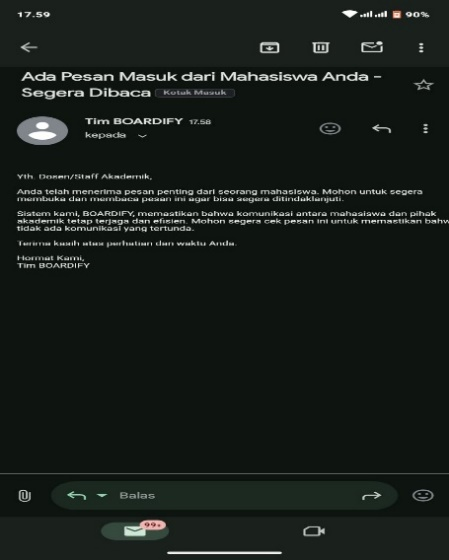 17.59
90%
Ada Pesan Masuk dari Mahasiswa Anda -
Segera Dibaca Kotak Masuk
Tim BOARDIFY 17.58
kepada
Yth. Dosen/Staff Akademik,
Anda telah menerima pesan penting dari seorang mahasiswa. Mohon untuk segera
membuka dan membaca pesan ini agar bisa segera ditindaklanjuti.
Sistem kami, BOARDIFY, memastikan bahwa komunikasi antara mahasiswa dan pihak
akademik tetap terjaga dan efisien. Mohon segera cek pesan ini untuk memastikan bahw
tidak ada komunikasi yang tertunda.
Terima kasih atas perhatian dan waktu Anda.
Hormat Kami,
Tim BOARDIFY
Balas
99+